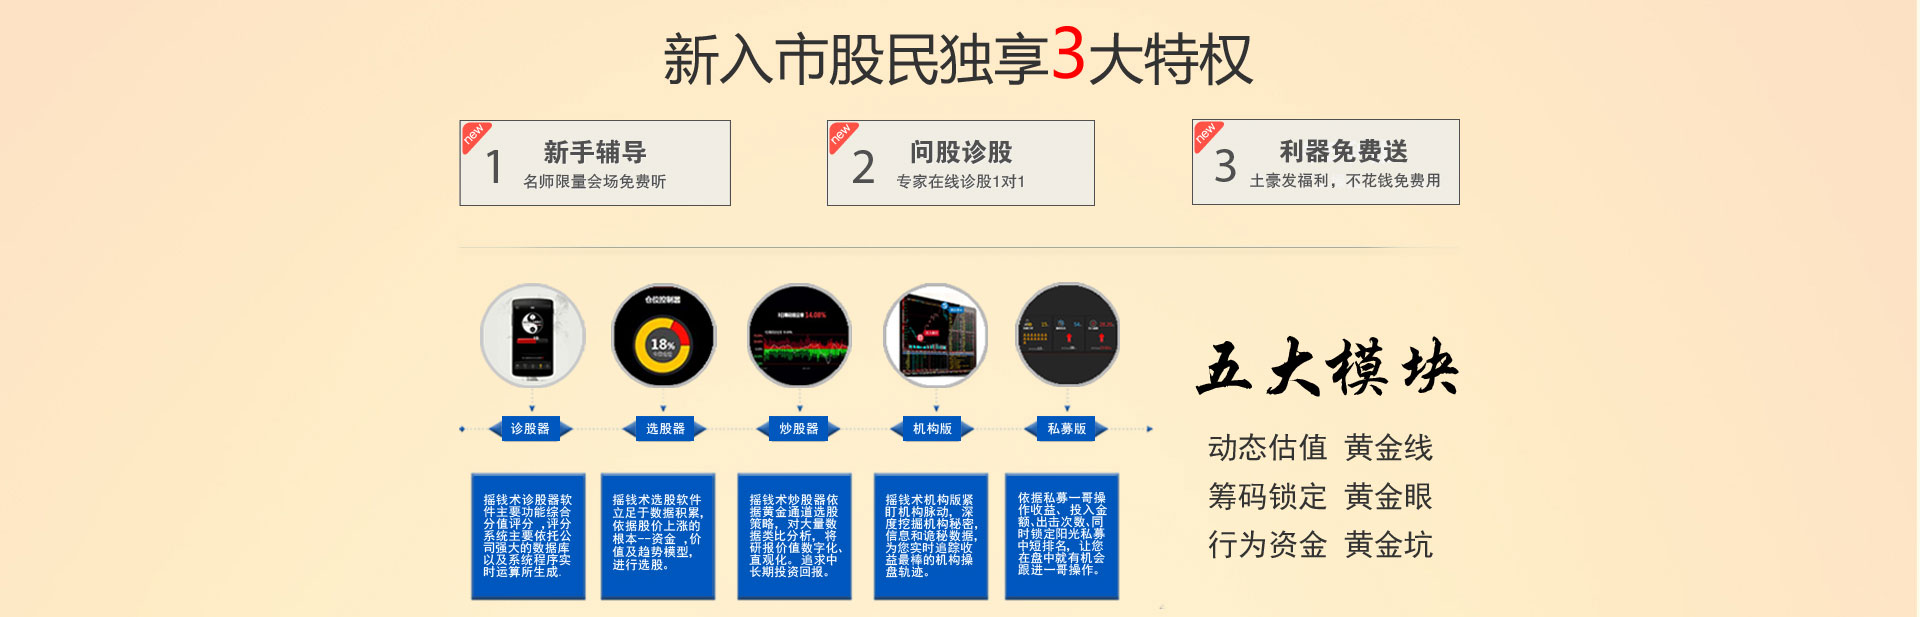 新入市股民独享3大特权
new
1
新手辅导
名师限量会场免费听
new
2
问股诊股
专家在线诊股1对1
new
3
利器免费送
土豪发福利，不花钱免费用
仓位控制器
18%
14.08%
诊股器
选股器
炒股器
机构版
私募版
摇钱术诊股器软
件主要功能综合
分值评分 ,评分
系统主要依托公
司强大的数据库
以及系统程序实
时运算所生成.
摇钱术选股软件
立足于数据积累,
依据股价上涨的
根本--资金 ,价
值及趋势模型,
进行选股。
摇钱术炒股器依
据黄金通道选股
策略，对大量数
据类比分析，将
研报价值数字化、
直观化。追求中
长期投资回报。
摇钱术机构版紧
盯机构脉动，深
度挖掘机构秘密,
信息和诡秘数据,
为您实时追踪收
益最棒的机构操
盘轨迹。
依据私募一哥操
作收益、投入金
额、出击次数、同
时锁定阳光私募
中短排名，让您
在盘中就有机会
跟进一哥操作。
五大模块
动态估值 黄金线
筹码锁定 黄金眼
行为资金 黄金坑